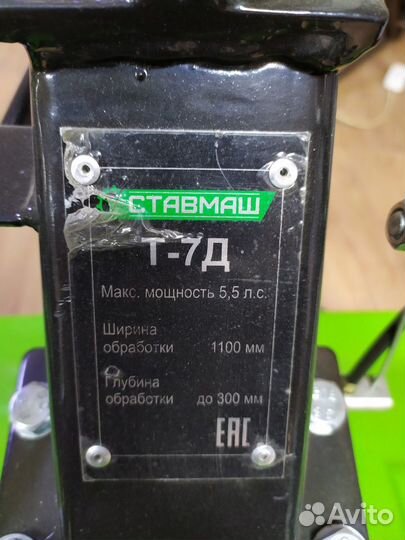 СТАВМАШ
Т-7Д
Макс. мощность 5,5 л.с.
Ширина
обработки 1100 мм
Глубина
обработки до 300 мм
ЕАС
Avito